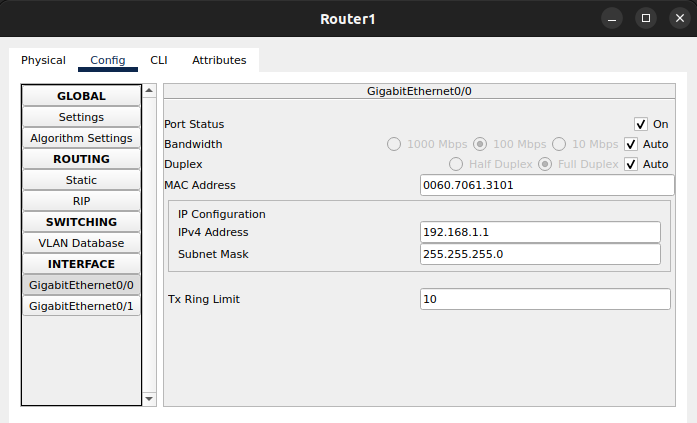 Router1
Physical Config CLI Attributes
GLOBAL
Settings
Algorithm Settings
ROUTING
Static
RIP
SWITCHING
VLAN Database
INTERFACE
GigabitEthernet0/0
GigabitEthernet0/1
GigabitEthernet0/0
Port Status On
Bandwidth 1000 Mbps 100 Mbps 10 Mbps Auto
Duplex Half Duplex Full Duplex Auto
MAC Address 0060.7061.3101
IP Configuration
IPv4 Address 192.168.1.1
Subnet Mask 255.255.255.0
Tx Ring Limit 10